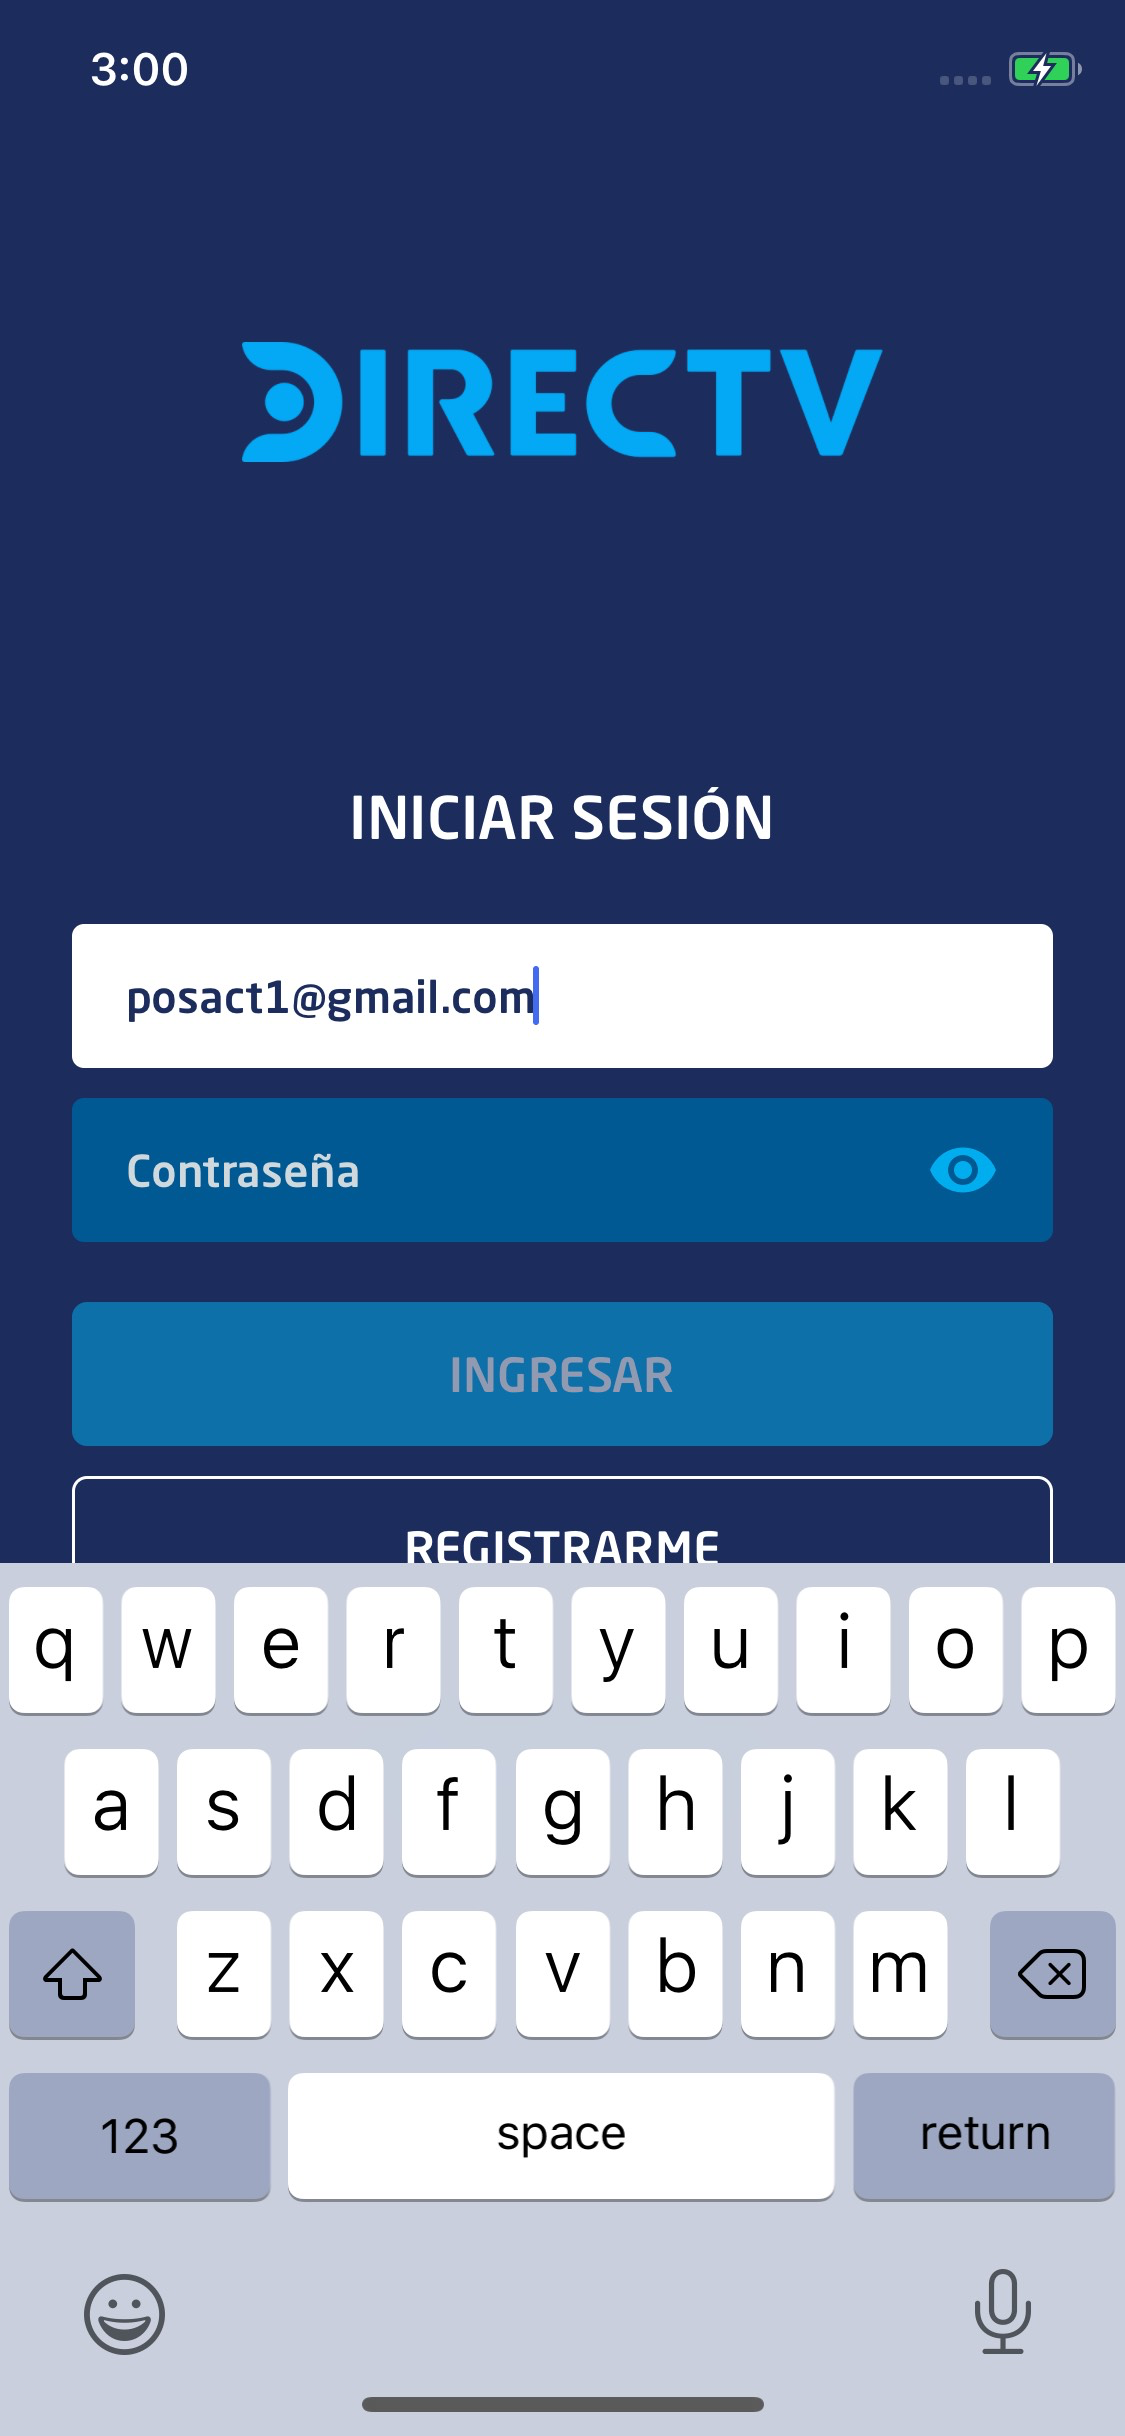 3:00
DIRECTV
INICIAR SESIÓN
posact1@gmail.com
Contraseña
INGRESAR
REGISTRARME
q w e r t y u i o p
a s d f g h j k l
z x c v b n m
123 space return